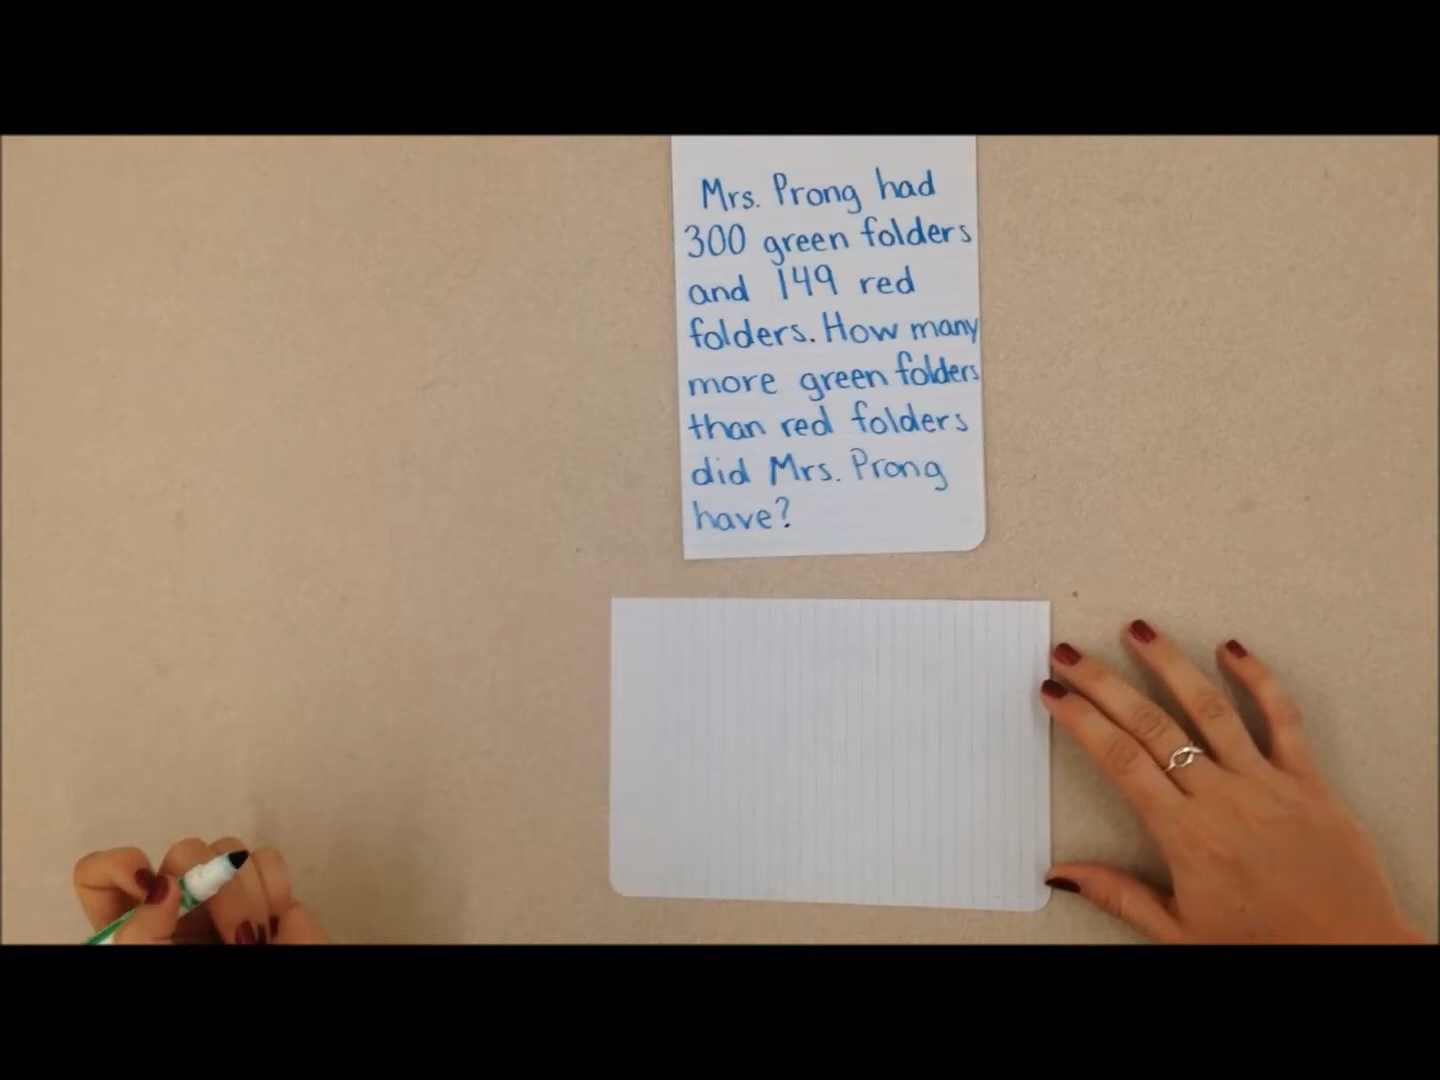 Mrs. Prong had
300 green folders
and 149 red
folders. How many
more green folders
than red folders
did Mrs. Prong
have?